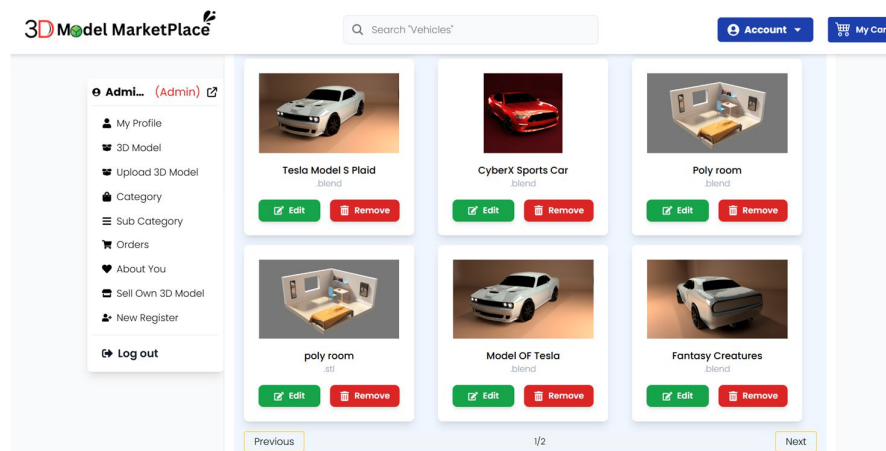 3D Model MarketPlace
Search "Vehicles"
Account
My Car
Admi... (Admin)
My Profile
3D Model
Upload 3D Model
Category
Sub Category
Orders
About You
Sell Own 3D Model
New Register
Log out
Tesla Model S Plaid
.blend
Edit Remove
CyberX Sports Car
.blend
Edit Remove
Poly room
.blend
Edit Remove
poly room
.stl
Edit Remove
Model OF Tesla
.blend
Edit Remove
Fantasy Creatures
.blend
Edit Remove
Previous 1/2 Next